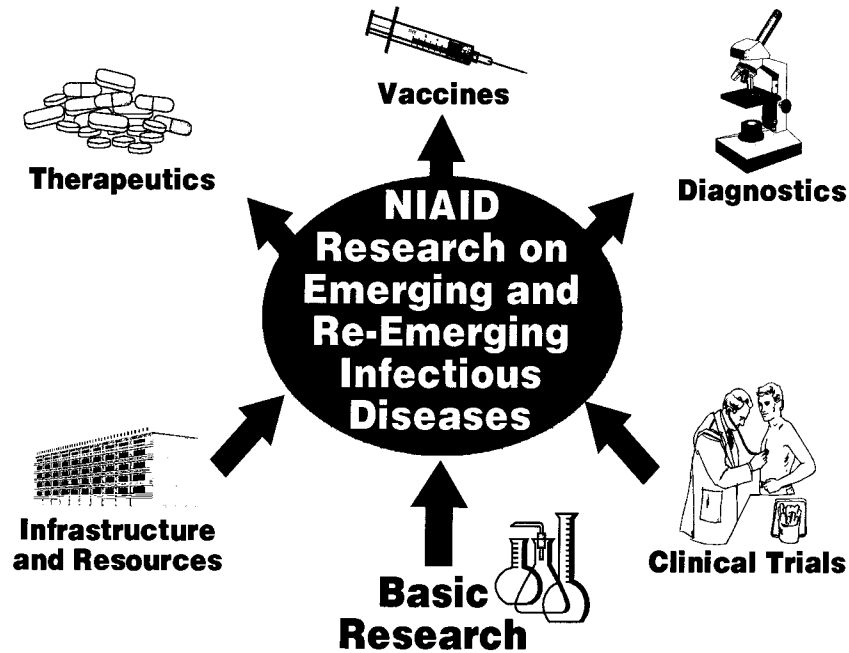 Vaccines
Therapeutics
Diagnostics
NIAID
Research on
Emerging and
Re-Emerging
Infectious
Diseases
Infrastructure
and Resources
Clinical Trials
Basic
Research